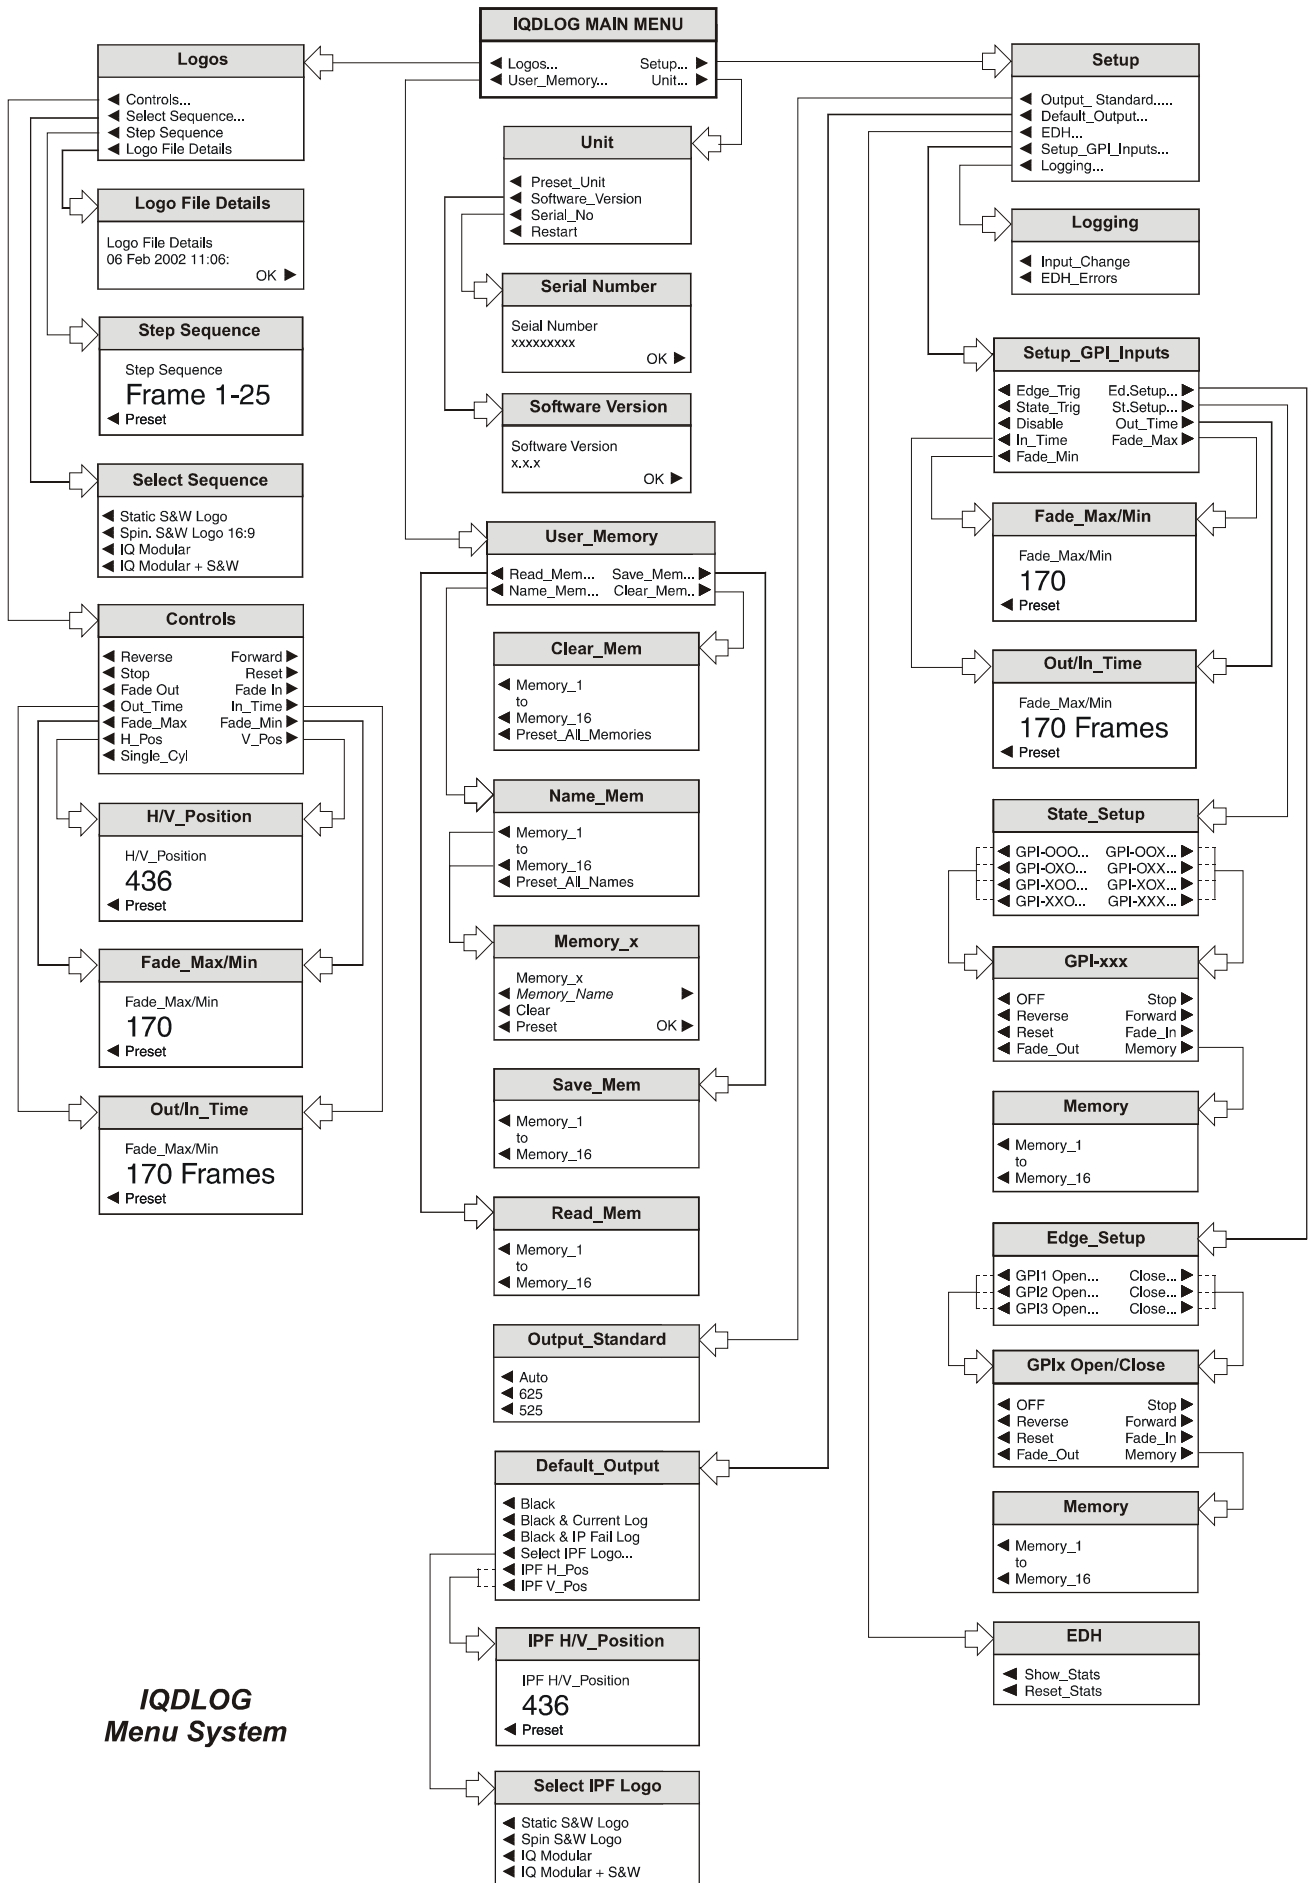 IQDLOG MAIN MENU
Logos... Setup...
User_Memory... Unit...
Logos
Controls...
Select Sequence...
Step Sequence
Logo File Details
Logo File Details
Logo File Details
06 Feb 2002 11:06:
OK
Step Sequence
Step Sequence
Frame 1-25
Preset
Select Sequence
Static S&W Logo
Spin. S&W Logo 16:9
IQ Modular
IQ Modular + S&W
Controls
Reverse Forward
Stop Reset
Fade Out Fade In
Out_Time In_Time
Fade_Max Fade_Min
H_Pos V_Pos
Single_Cyl
H/V_Position
H/V_Position
436
Preset
Fade_Max/Min
Fade_Max/Min
170
Preset
Out/In_Time
Fade_Max/Min
170 Frames
Preset
IQDLOG
Menu System
Unit
Preset_Unit
Software_Version
Serial_No
Restart
Serial Number
Seial Number
xxxxxxxxx
OK
Software Version
Software Version
x.x.x
OK
User_Memory
Read_Mem... Save_Mem...
Name_Mem... Clear_Mem..
Clear_Mem
Memory_1
to
Memory_16
Preset_All_Memories
Name_Mem
Memory_1
to
Memory_16
Preset_All_Names
Memory_x
Memory_x
Memory_Name
Clear
Preset OK
Save_Mem
Memory_1
to
Memory_16
Read_Mem
Memory_1
to
Memory_16
Output_Standard
Auto
625
525
Default_Output
Black
Black & Current Log
Black & IP Fail Log
Select IPF Logo...
IPF H_Pos
IPF V_Pos
IPF H/V_Position
IPF H/V_Position
436
Preset
Select IPF Logo
Static S&W Logo
Spin S&W Logo
IQ Modular
IQ Modular + S&W
Setup
Output_ Standard.....
Default_Output...
EDH...
Setup_GPI_Inputs...
Logging...
Logging
Input_Change
EDH_Errors
Setup_GPI_Inputs
Edge_Trig Ed.Setup...
State_Trig St.Setup...
Disable Out_Time
In_Time Fade_Max
Fade_Min
Fade_Max/Min
Fade_Max/Min
170
Preset
Out/In_Time
Fade_Max/Min
170 Frames
Preset
State_Setup
GPI-OOO... GPI-OOX...
GPI-OXO... GPI-OXX...
GPI-XOO... GPI-XOX...
GPI-XXO... GPI-XXX...
GPI-xxx
OFF Stop
Reverse Forward
Reset Fade_In
Fade_Out Memory
Memory
Memory_1
to
Memory_16
Edge_Setup
GPI1 Open... Close...
GPI2 Open... Close...
GPI3 Open... Close...
GPIx Open/Close
OFF Stop
Reverse Forward
Reset Fade_In
Fade_Out Memory
Memory
Memory_1
to
Memory_16
EDH
Show_Stats
Reset_Stats